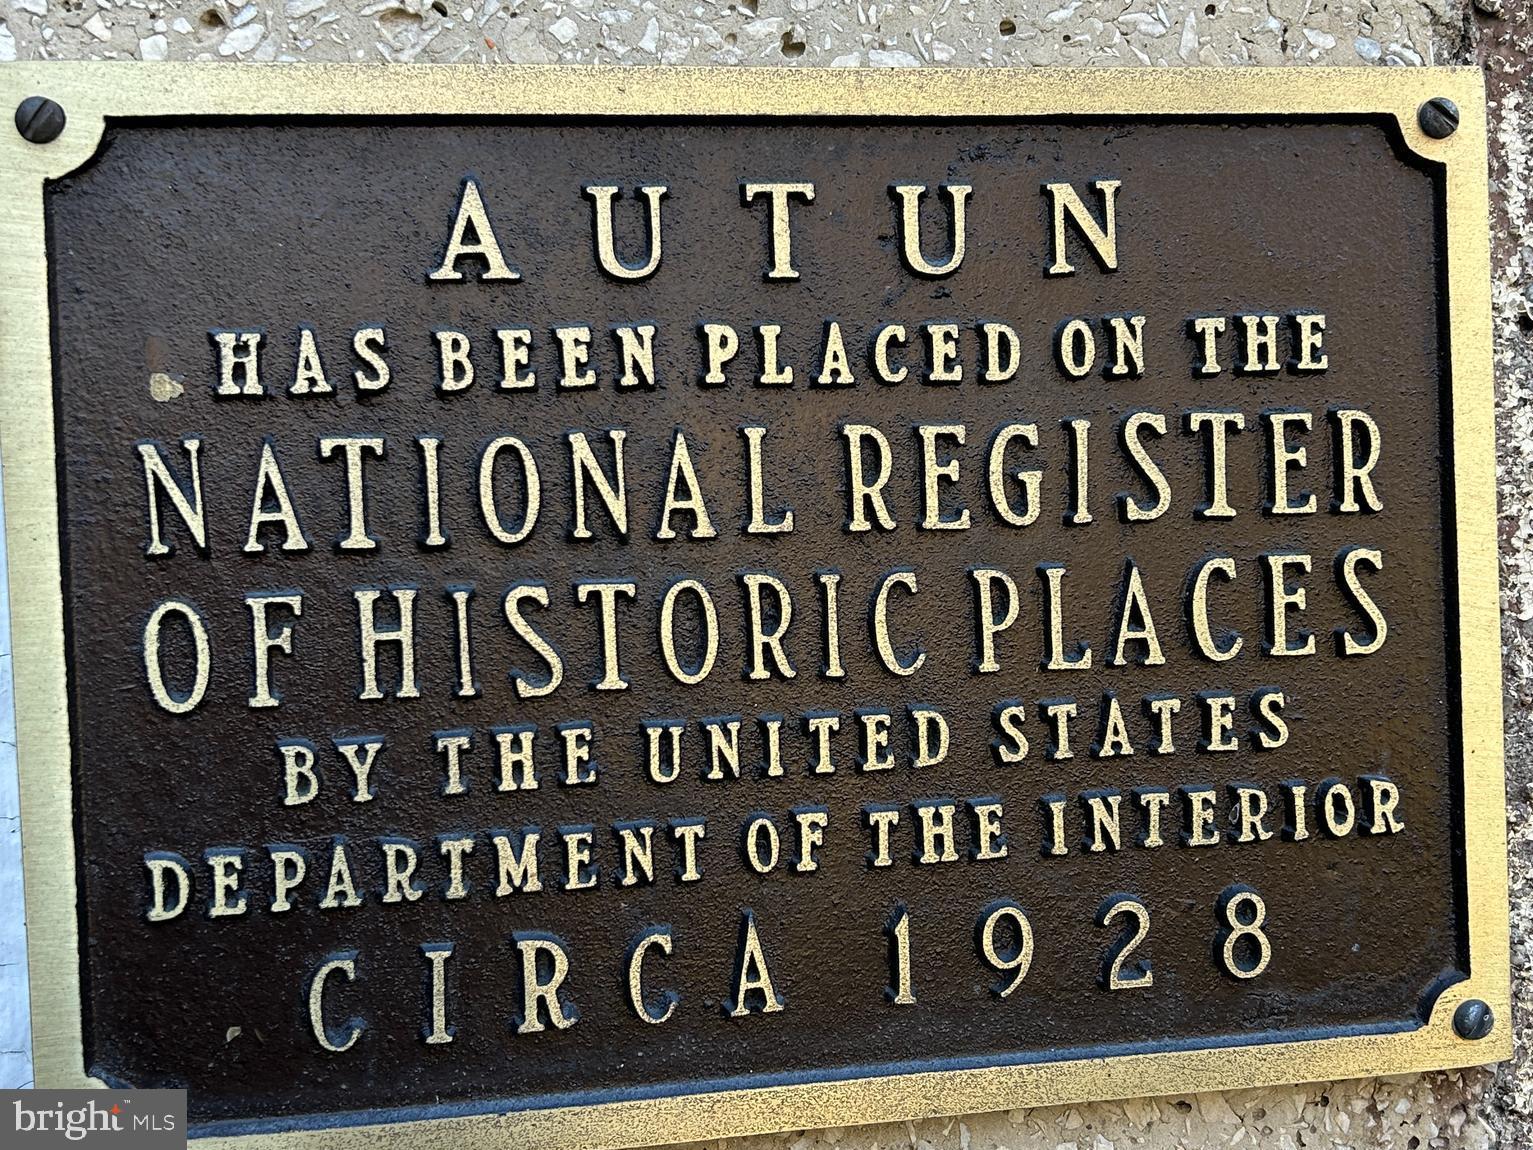 AUTUN
HAS BEEN PLACED ON THE
NATIONAL REGISTER
OF HISTORIC PLACES
BY THE UNITED STATES
DEPARTMENT OF THE INTERIOR
CIRCA 1928
bright™ MLS